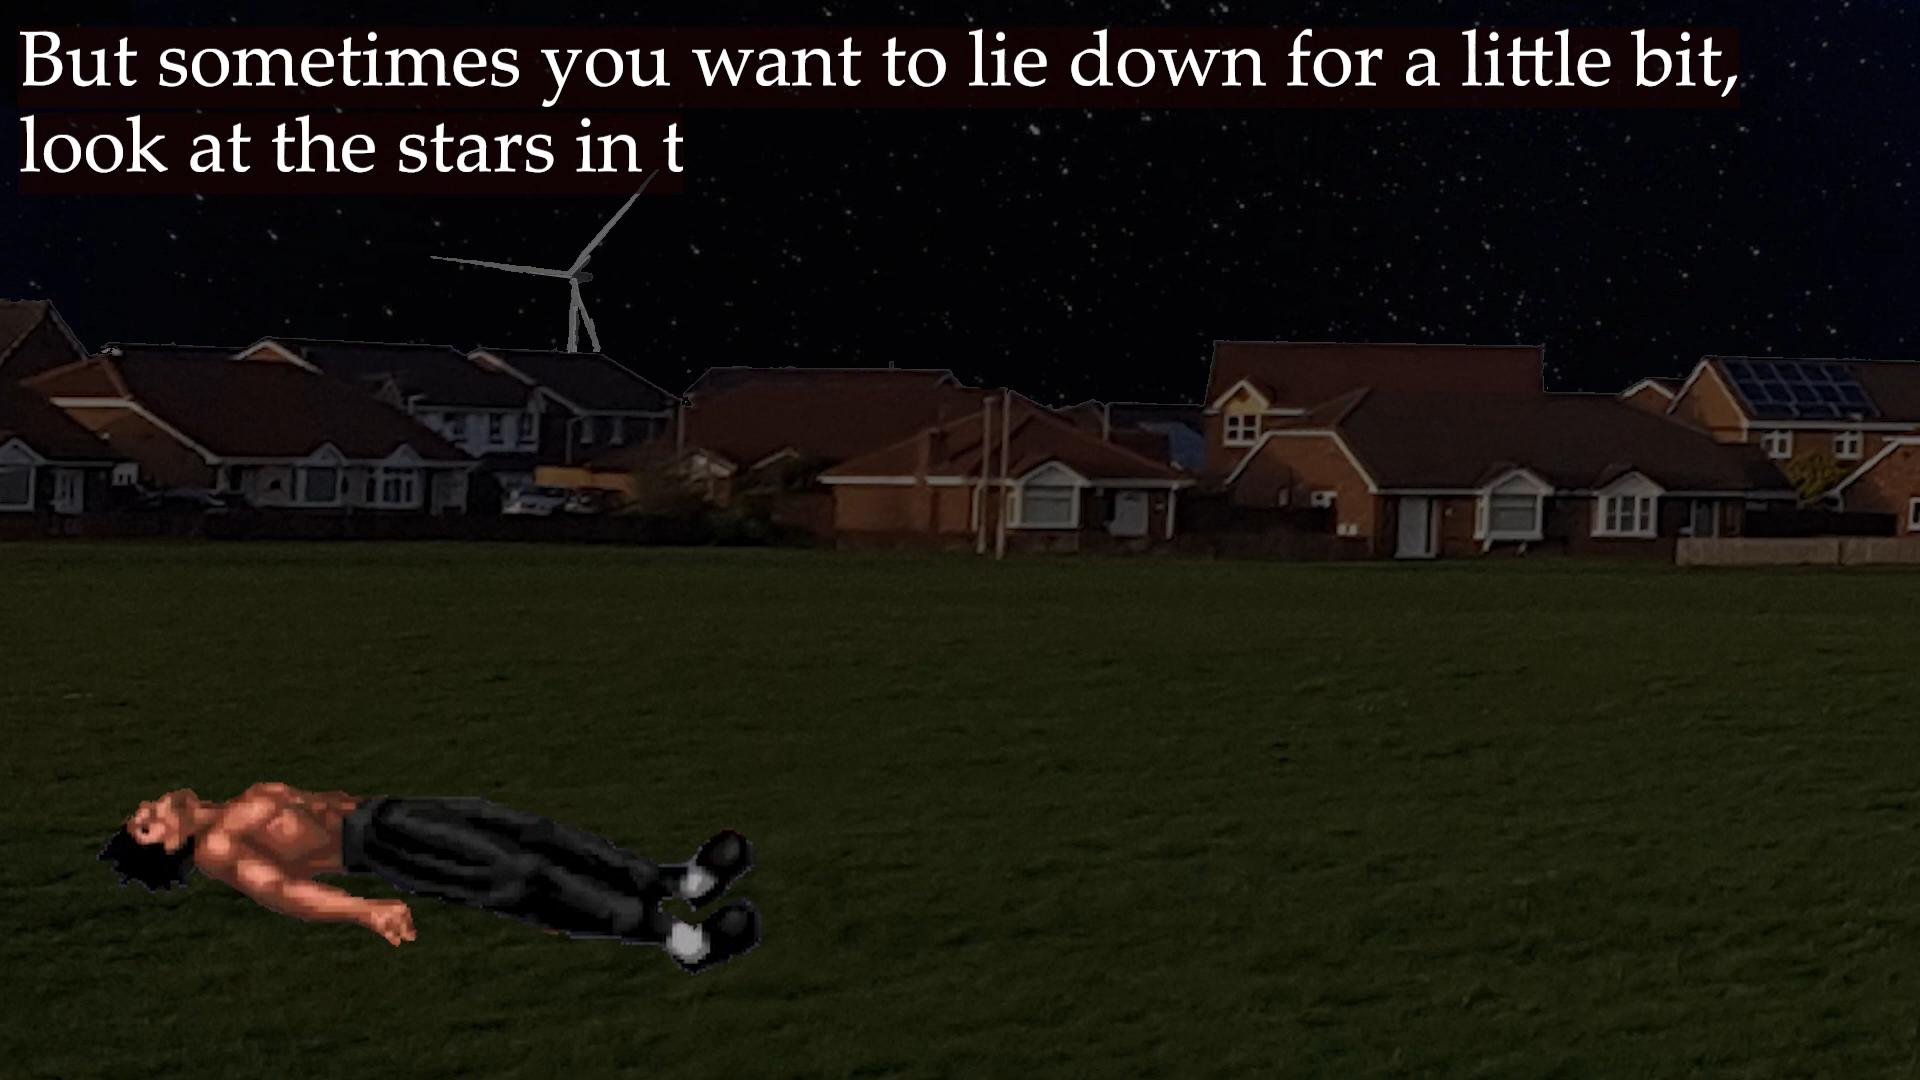 But sometimes you want to lie down for a little bit,
look at the stars in t